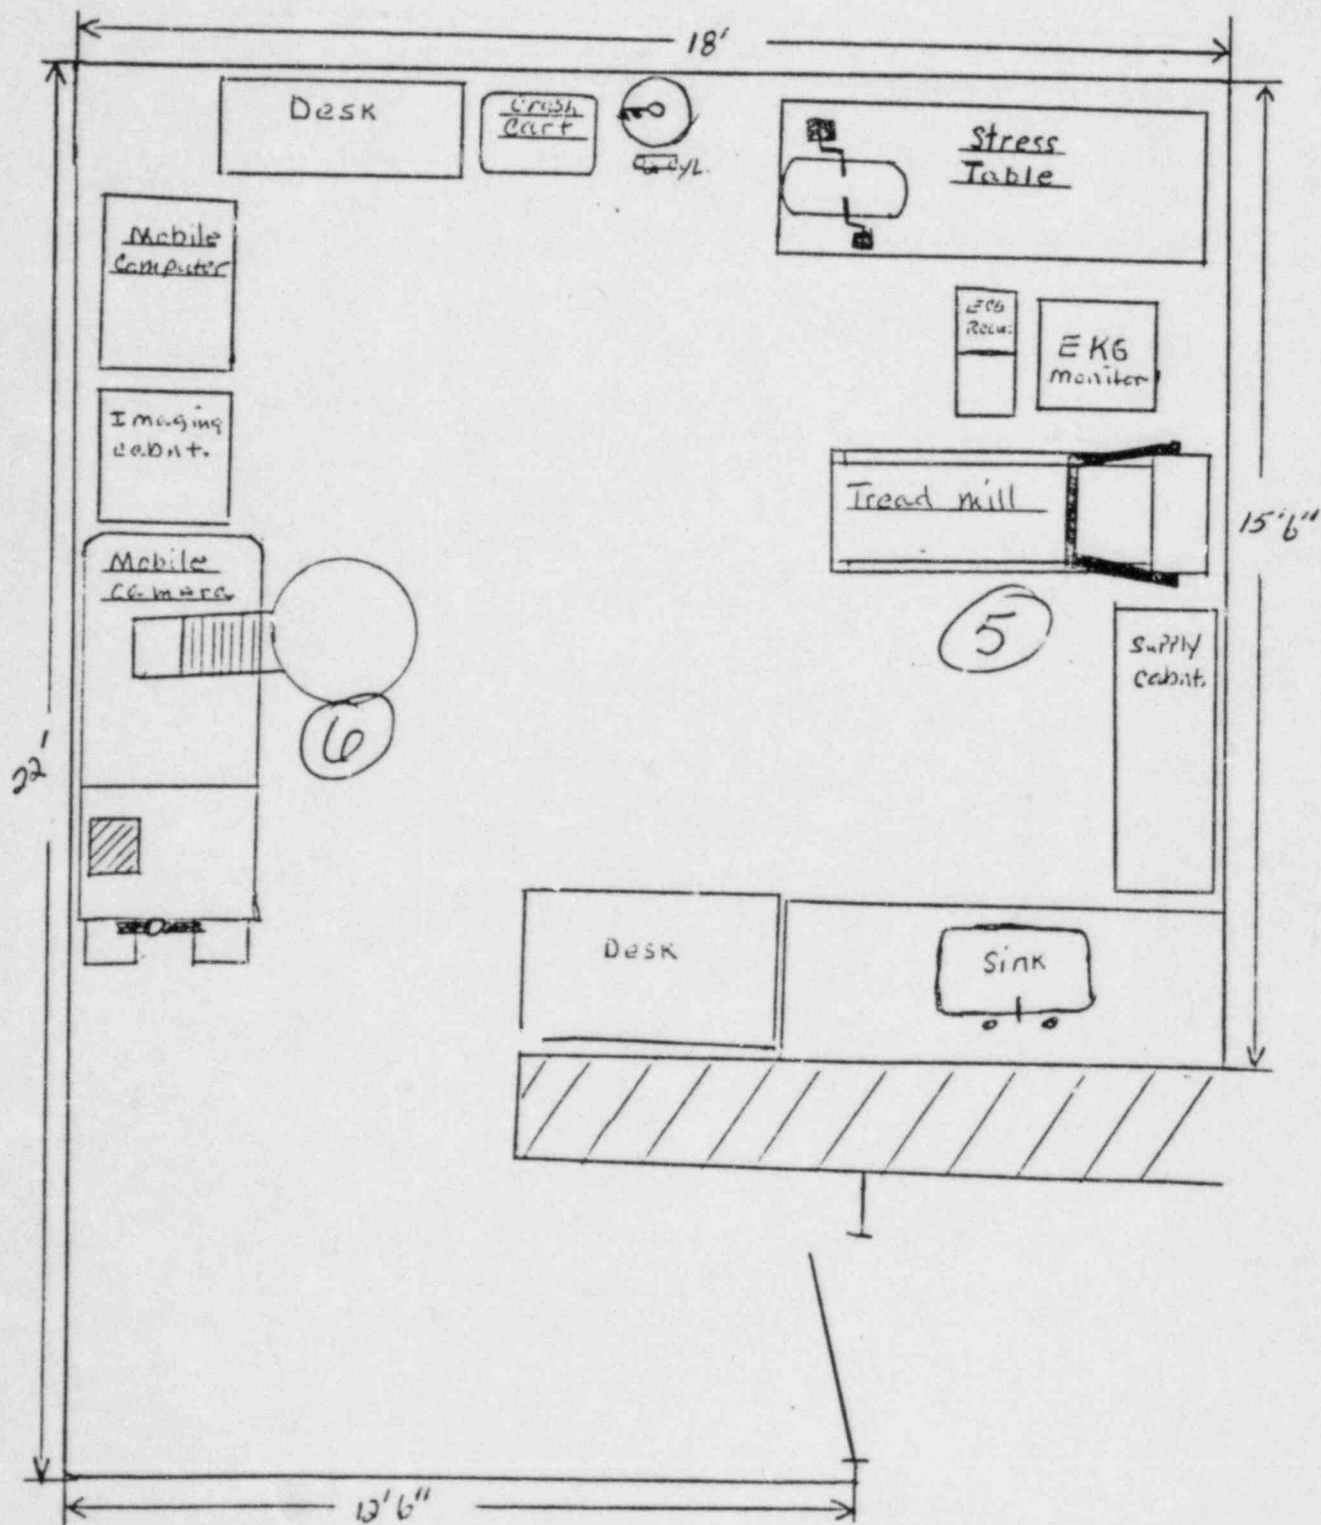 18'
Desk
Crash
Cart
O₂ CyL.
Stress
Table
Mobile
Computer
EKG
monitor
Imaging
cabnt.
Tread mill
15'6"
Mobile
Camera
5
Supply
cabnt.
6
22'
Desk
Sink
12'6"